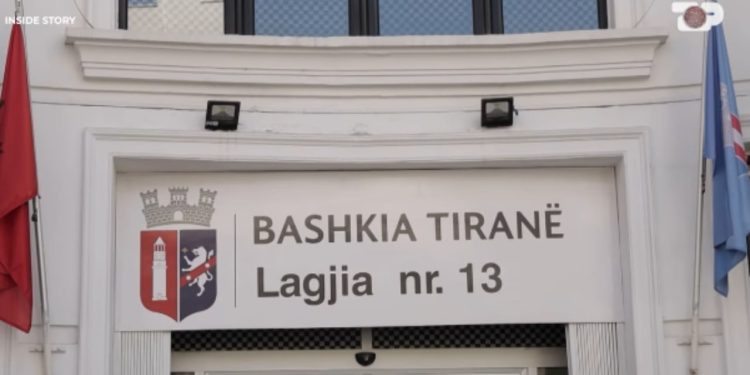 INSIDE STORY
BASHKIA TIRANË
Lagjia nr. 13